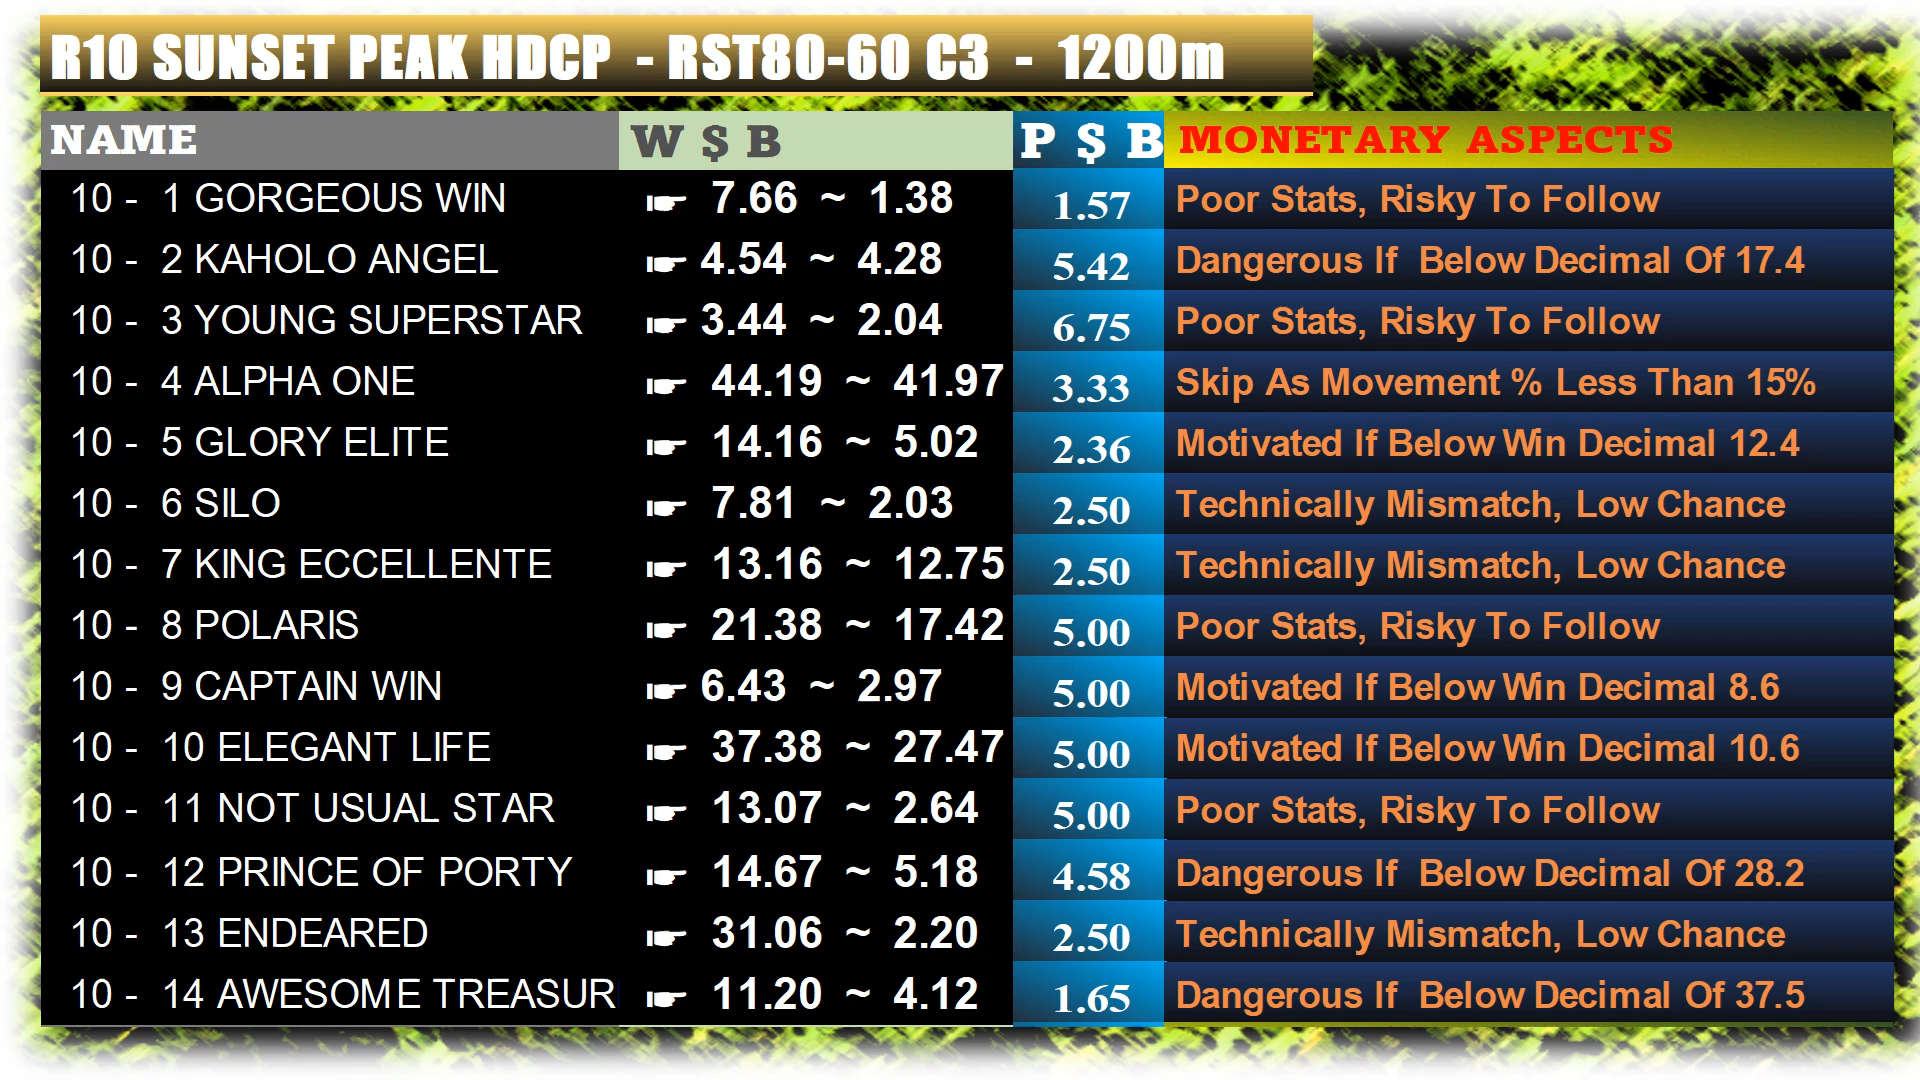 R10 SUNSET PEAK HDCP - RST80-60 C3 - 1200m
NAME W $ B P $ B MONETARY ASPECTS
10 - 1 GORGEOUS WIN ☛ 7.66 ~ 1.38 1.57 Poor Stats, Risky To Follow
10 - 2 KAHOLO ANGEL ☛ 4.54 ~ 4.28 5.42 Dangerous If Below Decimal Of 17.4
10 - 3 YOUNG SUPERSTAR ☛ 3.44 ~ 2.04 6.75 Poor Stats, Risky To Follow
10 - 4 ALPHA ONE ☛ 44.19 ~ 41.97 3.33 Skip As Movement % Less Than 15%
10 - 5 GLORY ELITE ☛ 14.16 ~ 5.02 2.36 Motivated If Below Win Decimal 12.4
10 - 6 SILO ☛ 7.81 ~ 2.03 2.50 Technically Mismatch, Low Chance
10 - 7 KING ECCELLENTE ☛ 13.16 ~ 12.75 2.50 Technically Mismatch, Low Chance
10 - 8 POLARIS ☛ 21.38 ~ 17.42 5.00 Poor Stats, Risky To Follow
10 - 9 CAPTAIN WIN ☛ 6.43 ~ 2.97 5.00 Motivated If Below Win Decimal 8.6
10 - 10 ELEGANT LIFE ☛ 37.38 ~ 27.47 5.00 Motivated If Below Win Decimal 10.6
10 - 11 NOT USUAL STAR ☛ 13.07 ~ 2.64 5.00 Poor Stats, Risky To Follow
10 - 12 PRINCE OF PORTY ☛ 14.67 ~ 5.18 4.58 Dangerous If Below Decimal Of 28.2
10 - 13 ENDEARED ☛ 31.06 ~ 2.20 2.50 Technically Mismatch, Low Chance
10 - 14 AWESOME TREASUR ☛ 11.20 ~ 4.12 1.65 Dangerous If Below Decimal Of 37.5